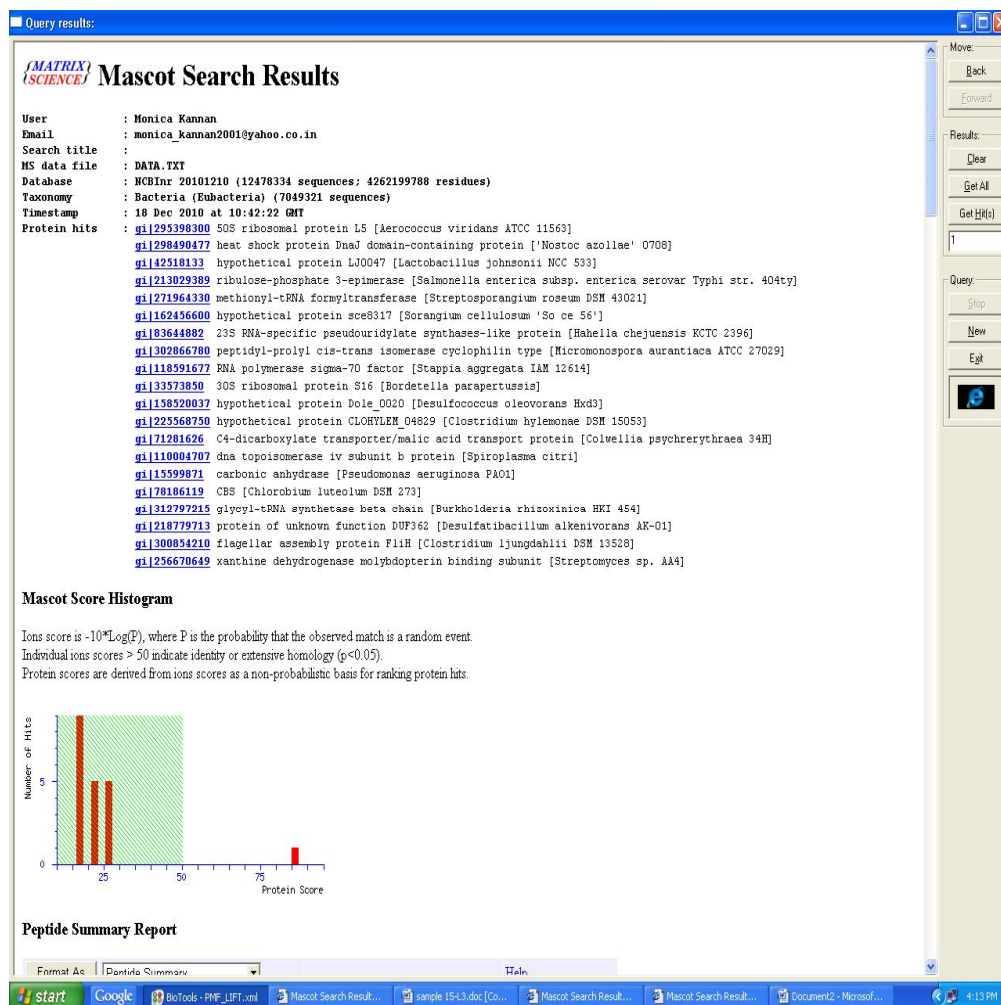 Query results:
{MATRIX SCIENCE} Mascot Search Results
User : Monica Kannan
Email : monica_kannan2001@yahoo.co.in
Search title :
MS data file : DATA.TXT
Database : NCBInr 20101210 (12478334 sequences; 4262199788 residues)
Taxonomy : Bacteria (Eubacteria) (7049321 sequences)
Timestamp : 18 Dec 2010 at 10:42:22 GMT
Protein hits : gi|295398300 50S ribosomal protein L5 [Aerococcus viridans ATCC 11563]
gi|298490477 heat shock protein DnaJ domain-containing protein ['Nostoc azollae' 0708]
gi|42518133 hypothetical protein LJ0047 [Lactobacillus johnsonii NCC 533]
gi|213029389 ribulose-phosphate 3-epimerase [Salmonella enterica subsp. enterica serovar Typhi str. 404ty]
gi|271964330 methionyl-tRNA formyltransferase [Streptosporangium roseum DSM 43021]
gi|162456600 hypothetical protein sce8317 [Sorangium cellulosum 'So ce 56']
gi|83644882 23S RNA-specific pseudouridylate synthases-like protein [Hahella chejuensis KCTC 2396]
gi|302866780 peptidyl-prolyl cis-trans isomerase cyclophilin type [Micromonospora aurantiaca ATCC 27029]
gi|118591677 RNA polymerase sigma-70 factor [Stappia aggregata IAM 12614]
gi|33573850 30S ribosomal protein S16 [Bordetella parapertussis]
gi|158520037 hypothetical protein Dole_0020 [Desulfococcus oleovorans Hxd3]
gi|225568750 hypothetical protein CLOHYLEM_04829 [Clostridium hylemonae DSM 15053]
gi|71281626 C4-dicarboxylate transporter/malic acid transport protein [Colwellia psychrerythraea 34H]
gi|110004707 dna topoisomerase iv subunit b protein [Spiroplasma citri]
gi|15599871 carbonic anhydrase [Pseudomonas aeruginosa PAO1]
gi|78186119 CBS [Chlorobium luteolum DSM 273]
gi|312797215 glycyl-tRNA synthetase beta chain [Burkholderia rhizoxinica HKI 454]
gi|218779713 protein of unknown function DUF362 [Desulfatibacillum alkenivorans AK-01]
gi|300854210 flagellar assembly protein FliH [Clostridium ljungdahlii DSM 13528]
gi|256670649 xanthine dehydrogenase molybdopterin binding subunit [Streptomyces sp. AA4]
Mascot Score Histogram
Ions score is -10*Log(P), where P is the probability that the observed match is a random event.
Individual ions scores > 50 indicate identity or extensive homology (p<0.05).
Protein scores are derived from ions scores as a non-probabilistic basis for ranking protein hits.
Number of Hits
5
0
25 50 75
Protein Score
Peptide Summary Report
Format As Peptide Summary Help
Move:
Back
Forward
Results:
Clear
Get All
Get Hit(s)
1
Query:
Stop
New
Exit
start Google BioTools - PMF_LIFT.xml Mascot Search Result... sample 15-L3.doc [Co... Mascot Search Result... Mascot Search Result... Document2 - Microsof... 4:13 PM